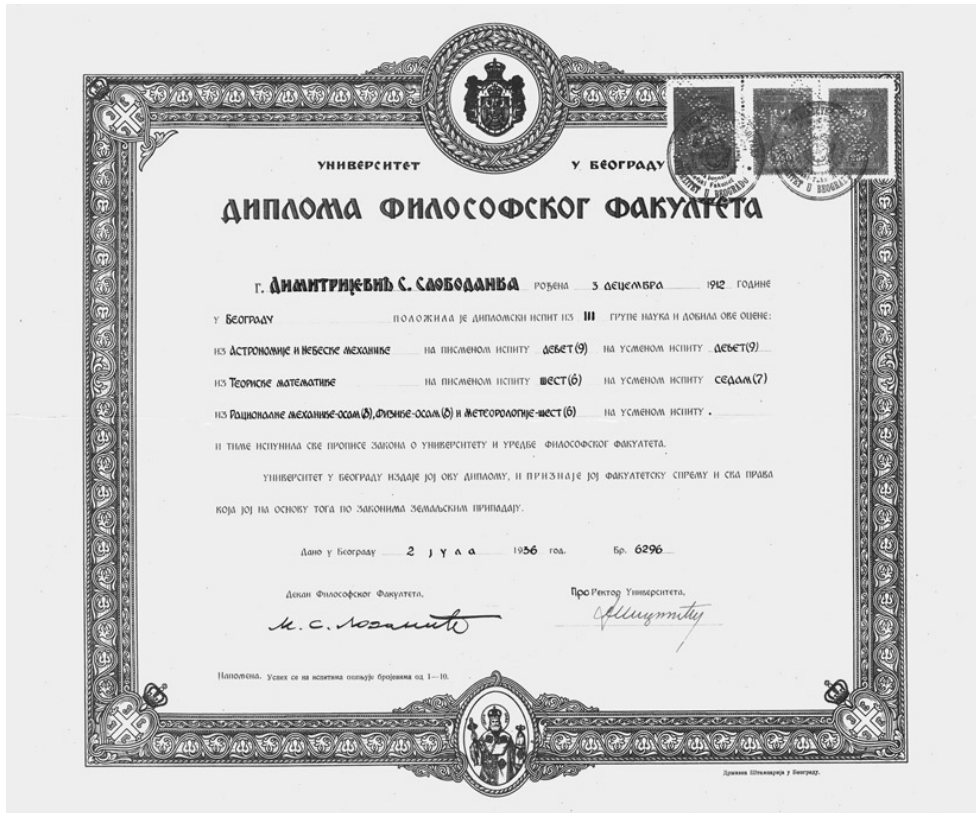 УНИВЕРСИТЕТ У БЕОГРАДУ
ДИПЛОМА ФИЛОСОФСКОГ ФАКУЛТЕТА
Г. ДИМИТРИЈЕВИЋ С. СЛОБОДАНКА РОЂЕНА 3 ДЕЦЕМБРА 1912 ГОДИНЕ
У БЕОГРАДУ ПОЛОЖИЛА ЈЕ ДИПЛОМСКИ ИСПИТ ИЗ III ГРУПЕ НАУКА И ДОБИЛА ОВЕ ОЦЕНЕ:
ИЗ АСТРОНОМИЈЕ И НЕБЕСКЕ МЕХАНИКЕ НА ПИСМЕНОМ ИСПИТУ ДЕВЕТ (9) НА УСМЕНОМ ИСПИТУ ДЕВЕТ (9)
ИЗ ТЕОРИСКЕ МАТЕМАТИКЕ НА ПИСМЕНОМ ИСПИТУ ШЕСТ (6) НА УСМЕНОМ ИСПИТУ СЕДАМ (7)
ИЗ РАЦИОНАЛНЕ МЕХАНИКЕ-ОСАМ (8), ФИЗИКЕ-ОСАМ (8) И МЕТЕОРОЛОГИЈЕ-ШЕСТ (6) НА УСМЕНОМ ИСПИТУ .
И ТИМЕ ИСПУНИЛА СВЕ ПРОПИСЕ ЗАКОНА О УНИВЕРСИТЕТУ И УРЕДБЕ ФИЛОСОФСКОГ ФАКУЛТЕТА.
УНИВЕРСИТЕТ У БЕОГРАДУ ИЗДАЈЕ ЈОЈ ОВУ ДИПЛОМУ, И ПРИЗНАЈЕ ЈОЈ ФАКУЛТЕТСКУ СПРЕМУ И СВА ПРАВА
КОЈА ЈОЈ НА ОСНОВУ ТОГА ПО ЗАКОНИМА ЗЕМАЉСКИМ ПРИПАДАЈУ.
Дано у Београду 2 јула 1936 год. Бр. 6296
Декан Философског Факултета, Про Ректор Универзитета,
М. С. Лозанић
Напомена. Успех се на испитима оцењује бројевима од 1—10.
Државна Штампарија у Београду.